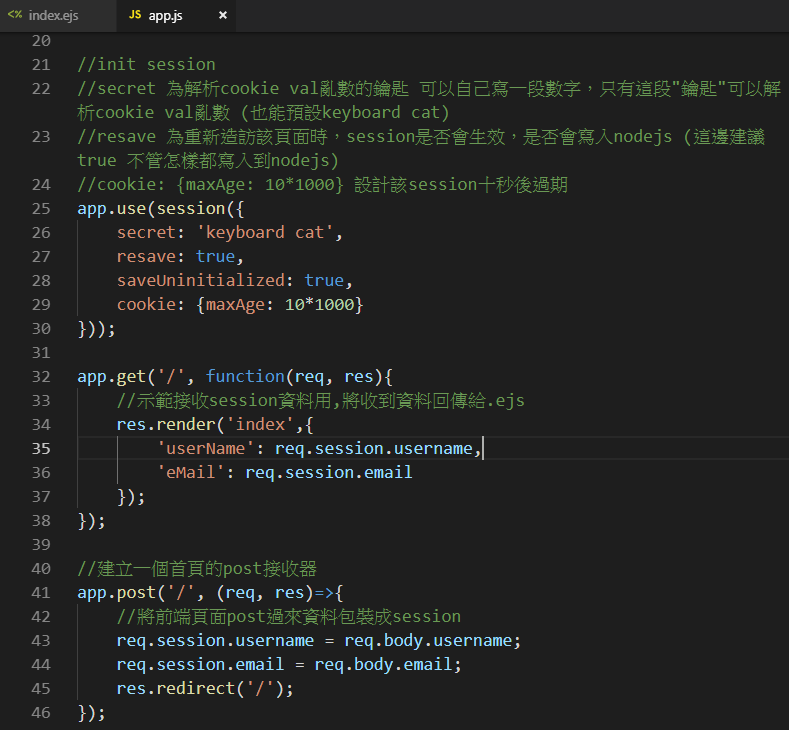 <% index.ejs JS app.js ×
20
21 //init session
22 //secret 為解析cookie val亂數的鑰匙 可以自己寫一段數字，只有這段"鑰匙"可以解
析cookie val亂數 (也能預設keyboard cat)
23 //resave 為重新造訪該頁面時，session是否會生效，是否會寫入nodejs (這邊建議
true 不管怎樣都寫入到nodejs)
24 //cookie: {maxAge: 10*1000} 設計該session十秒後過期
25 app.use(session({
26 secret: 'keyboard cat',
27 resave: true,
28 saveUninitialized: true,
29 cookie: {maxAge: 10*1000}
30 }));
31
32 app.get('/', function(req, res){
33 //示範接收session資料用,將收到資料回傳給.ejs
34 res.render('index',{
35 'userName': req.session.username,
36 'eMail': req.session.email
37 });
38 });
39
40 //建立一個首頁的post接收器
41 app.post('/', (req, res)=>{
42 //將前端頁面post過來資料包裝成session
43 req.session.username = req.body.username;
44 req.session.email = req.body.email;
45 res.redirect('/');
46 });